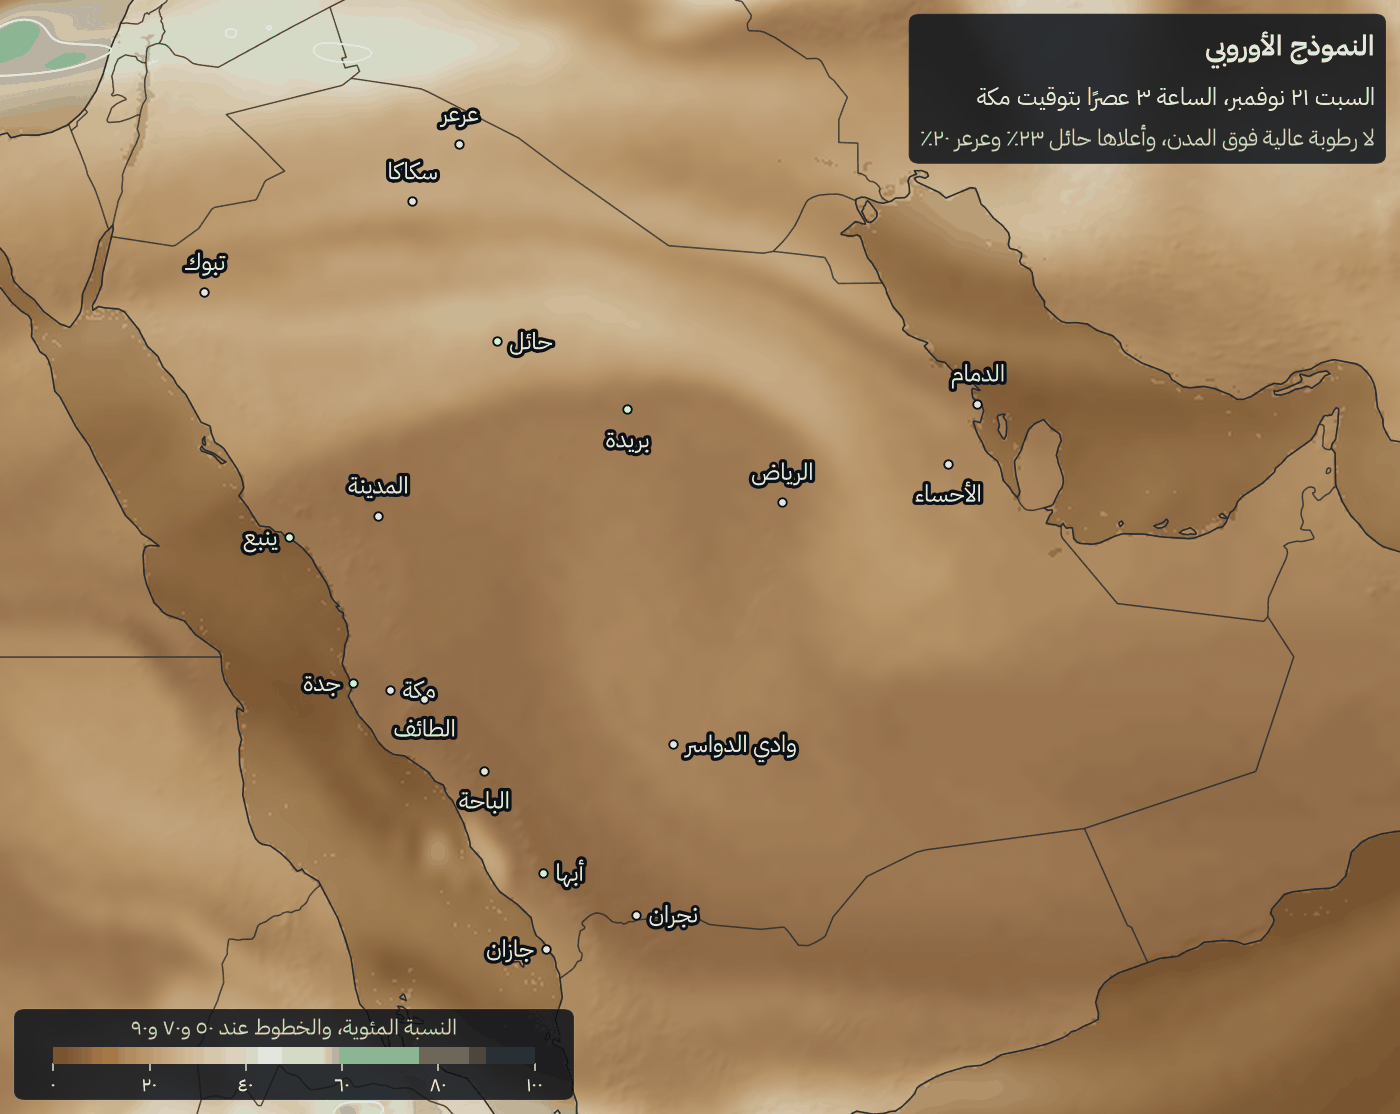 النموذج الأوروبي
السبت ٢١ نوفمبر، الساعة ٣ عصرًا بتوقيت مكة
لا رطوبة عالية فوق المدن، وأعلاها حائل ٢٣٪ وعرعر ٢٠٪
عرعر
سكاكا
تبوك
حائل
الدمام
بريدة
الرياض
الأحساء
المدينة
ينبع
جدة
مكة
الطائف
وادي الدواسر
الباحة
أبها
نجران
جازان
النسبة المئوية، والخطوط عند ٥٠ و٧٠ و٩٠
٠ ٢٠ ٤٠ ٦٠ ٨٠ ١٠٠